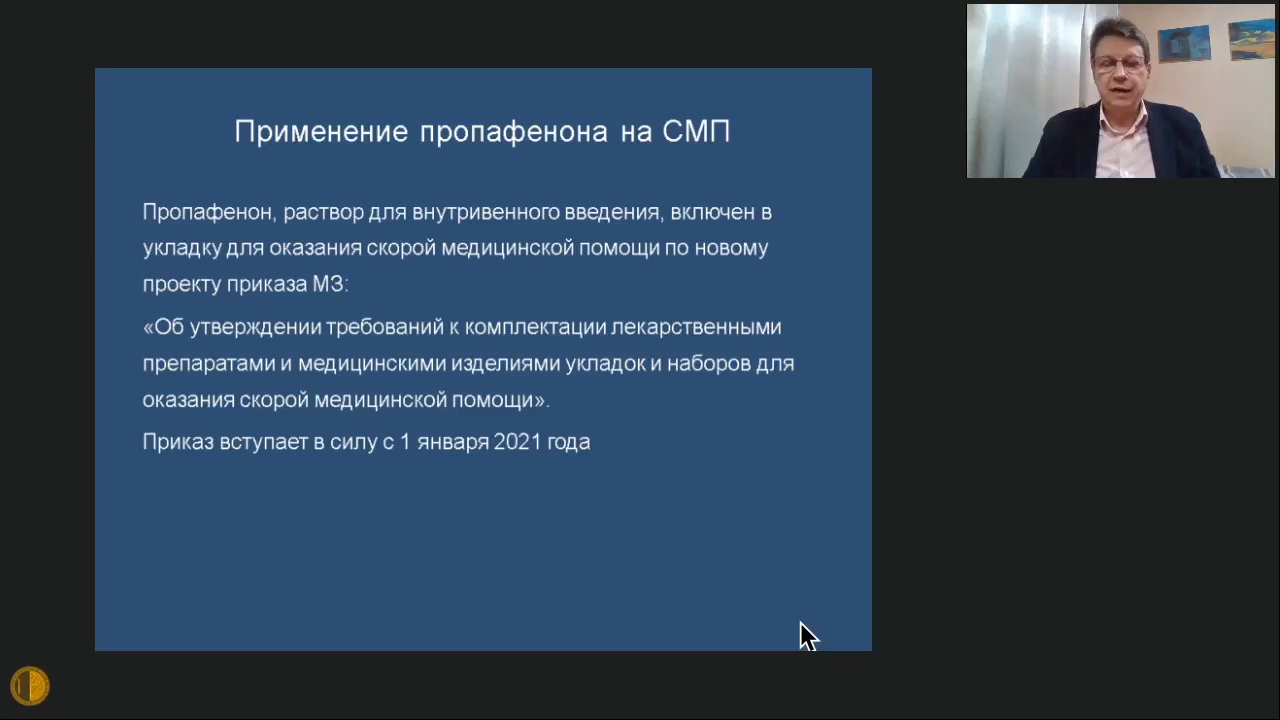 Применение пропафенона на СМП
Пропафенон, раствор для внутривенного введения, включен в
укладку для оказания скорой медицинской помощи по новому
проекту приказа МЗ:
«Об утверждении требований к комплектации лекарственными
препаратами и медицинскими изделиями укладок и наборов для
оказания скорой медицинской помощи».
Приказ вступает в силу с 1 января 2021 года